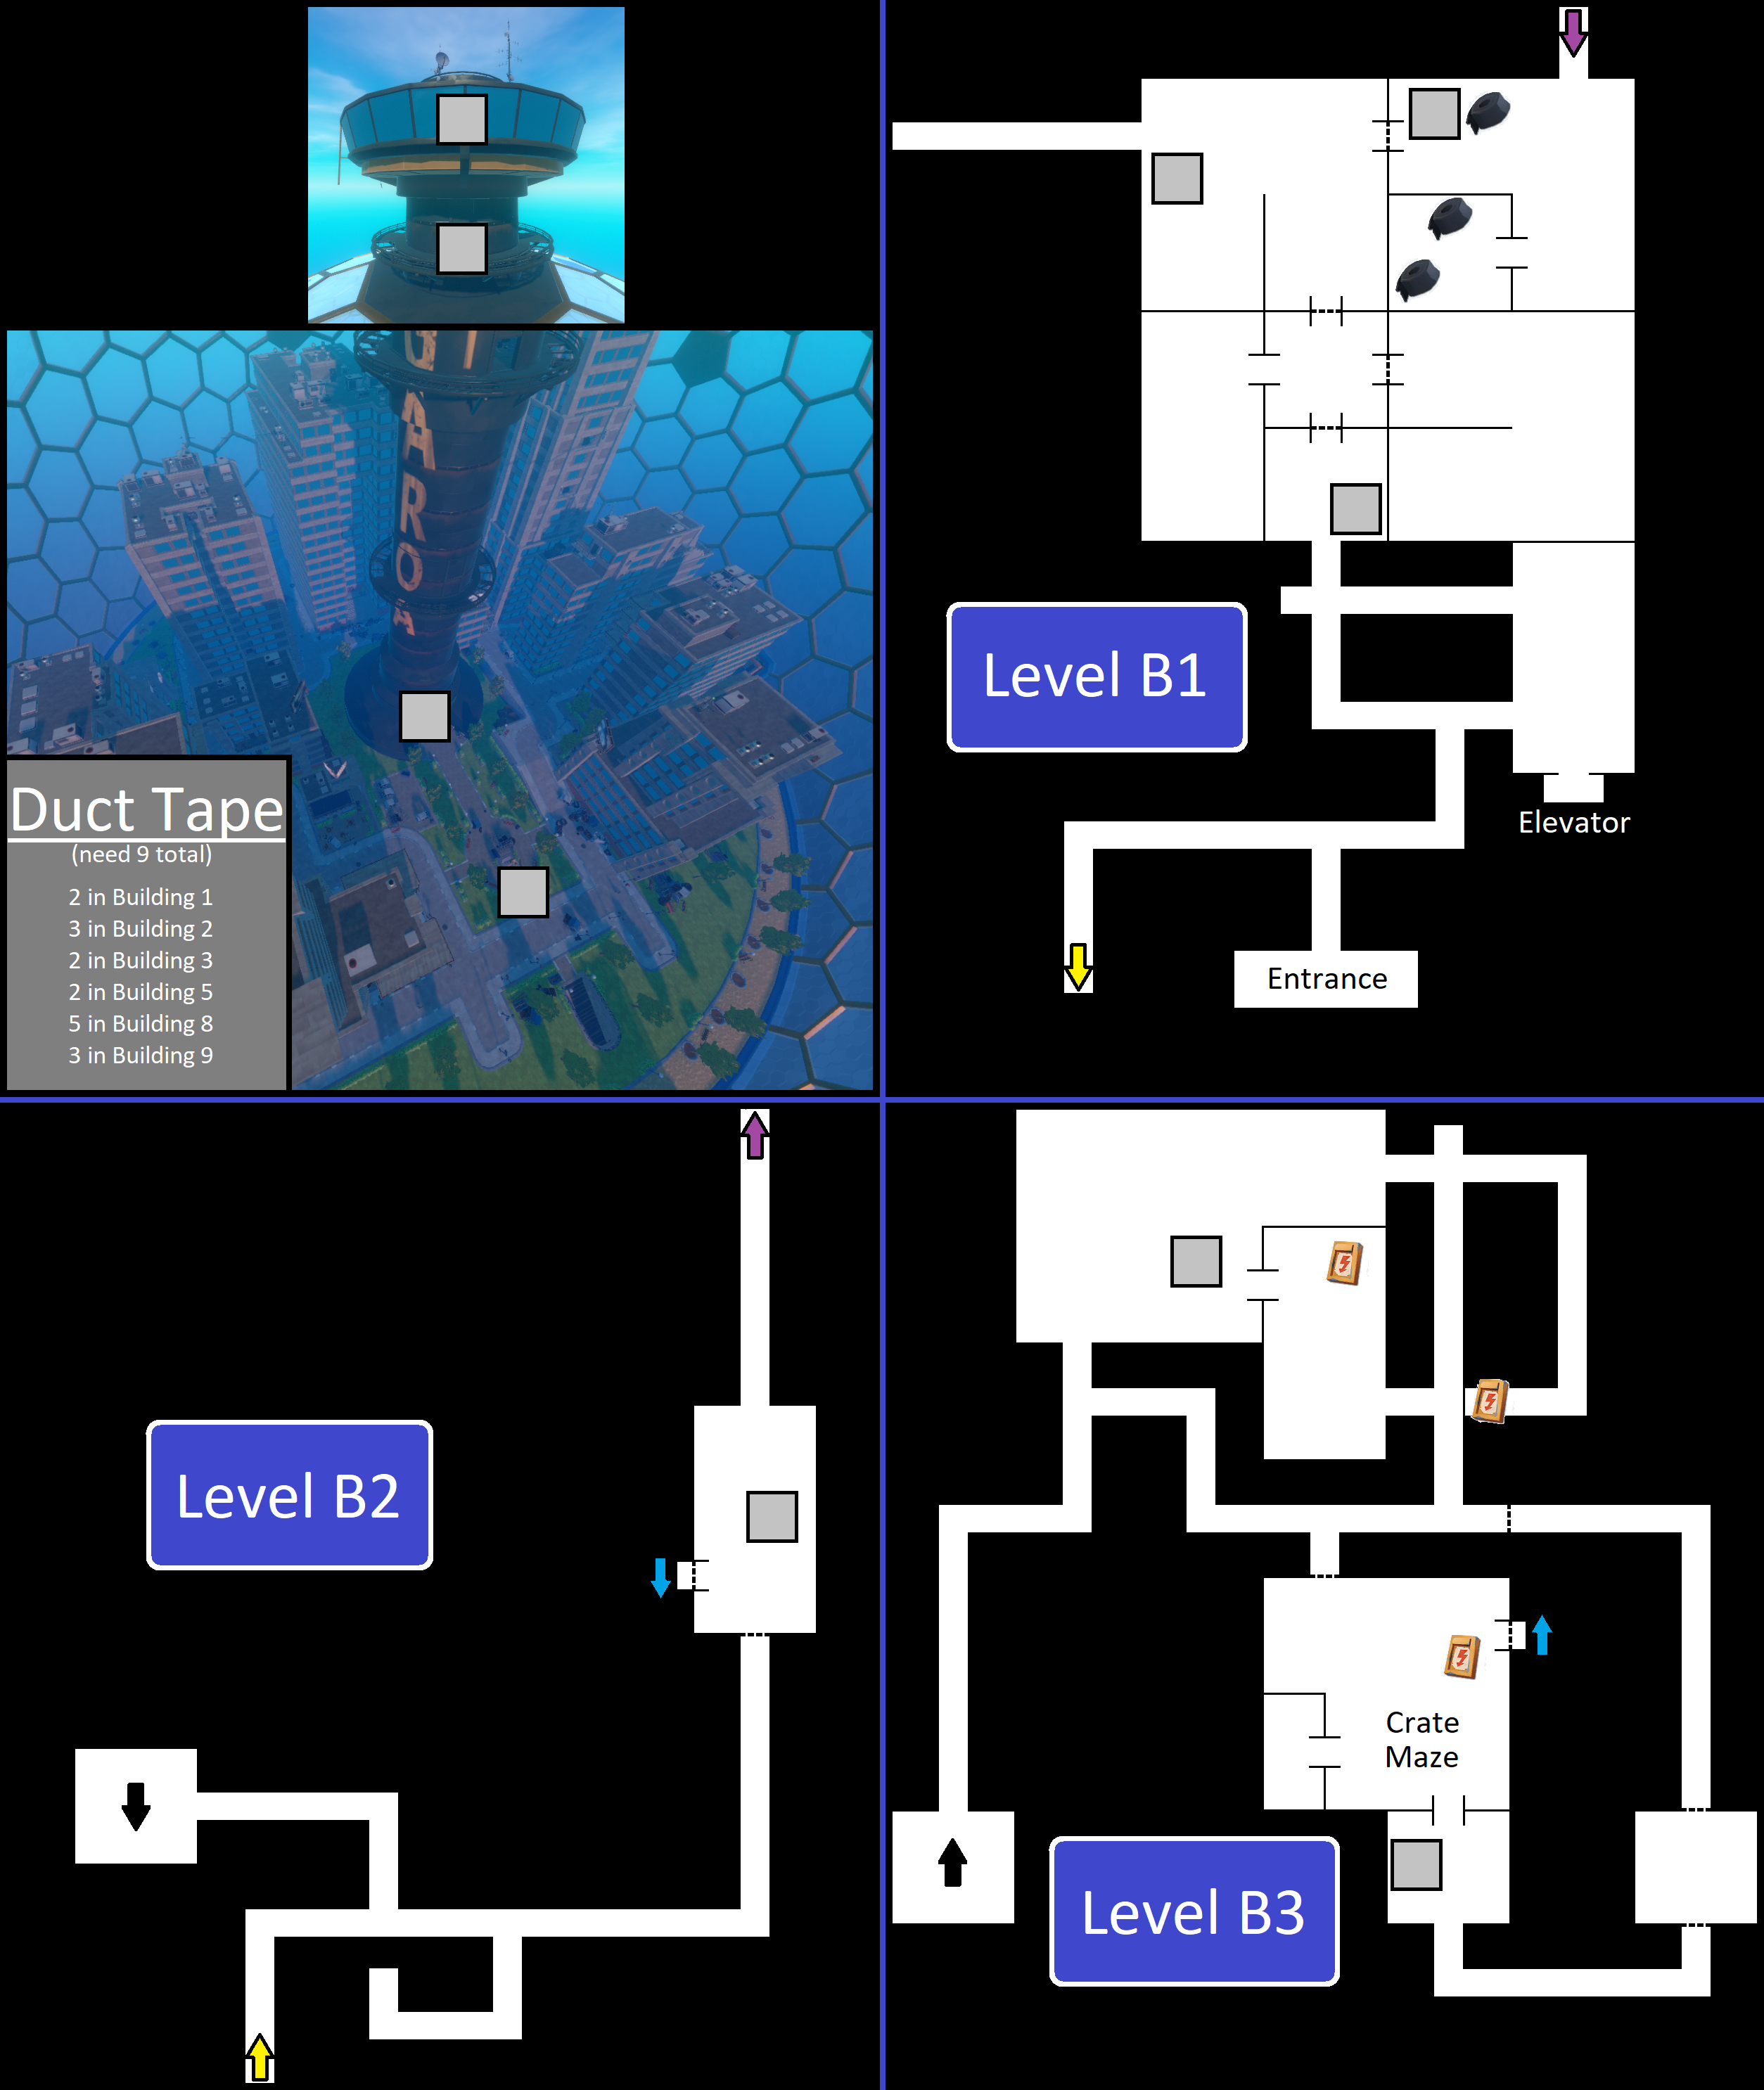 GI
A
R
O
A
Duct Tape
(need 9 total)
2 in Building 1
3 in Building 2
2 in Building 3
2 in Building 5
5 in Building 8
3 in Building 9
Level B1
Elevator
Entrance
Level B2
Crate
Maze
Level B3